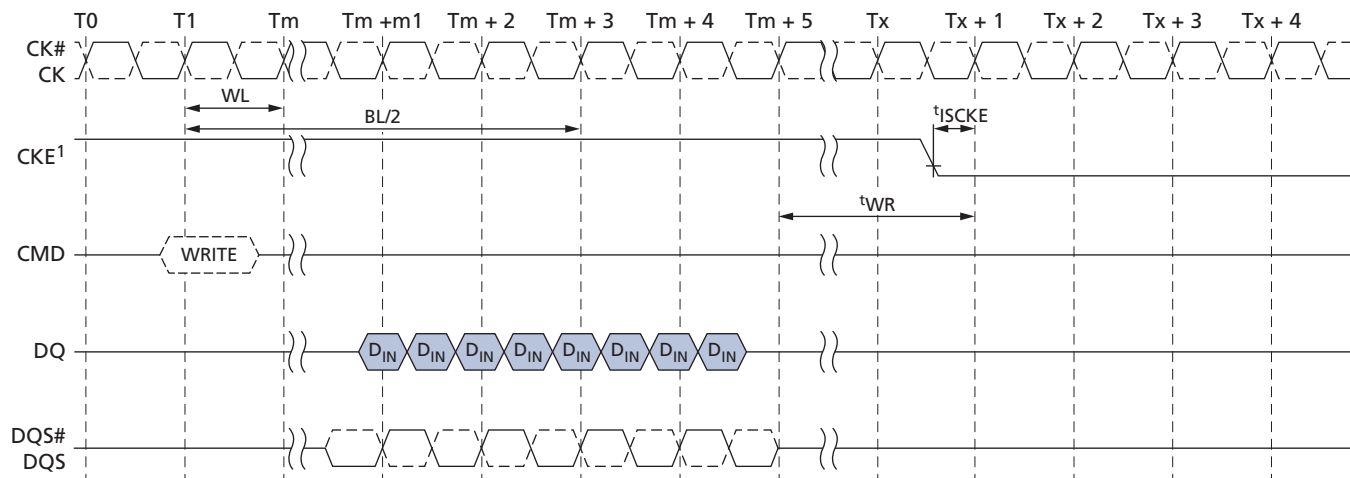 T0 T1 Tm Tm +m1 Tm + 2 Tm + 3 Tm + 4 Tm + 5 Tx Tx + 1 Tx + 2 Tx + 3 Tx + 4
CK#
CK
WL
BL/2
tISCKE
CKE1
tWR
CMD WRITE
DQ DIN DIN DIN DIN DIN DIN DIN DIN
DQS#
DQS